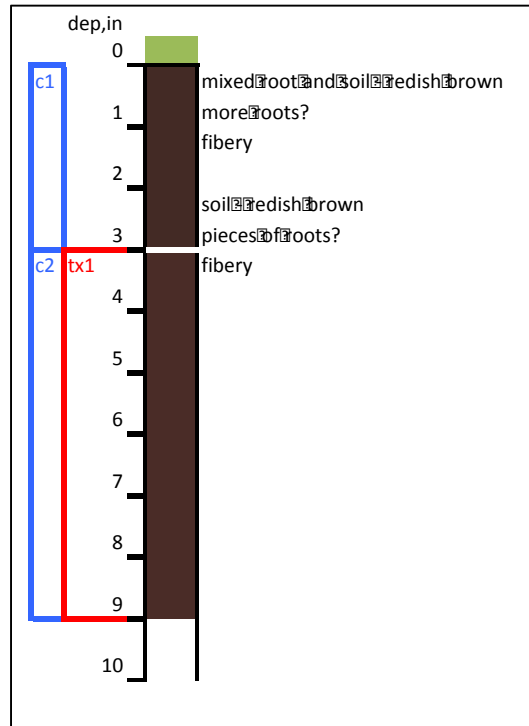 dep,in
0
c1
mixed root and soil - redish brown
1
more roots?
fibery
2
soil - redish brown
3
pieces of roots?
c2 tx1
fibery
4
5
6
7
8
9
10